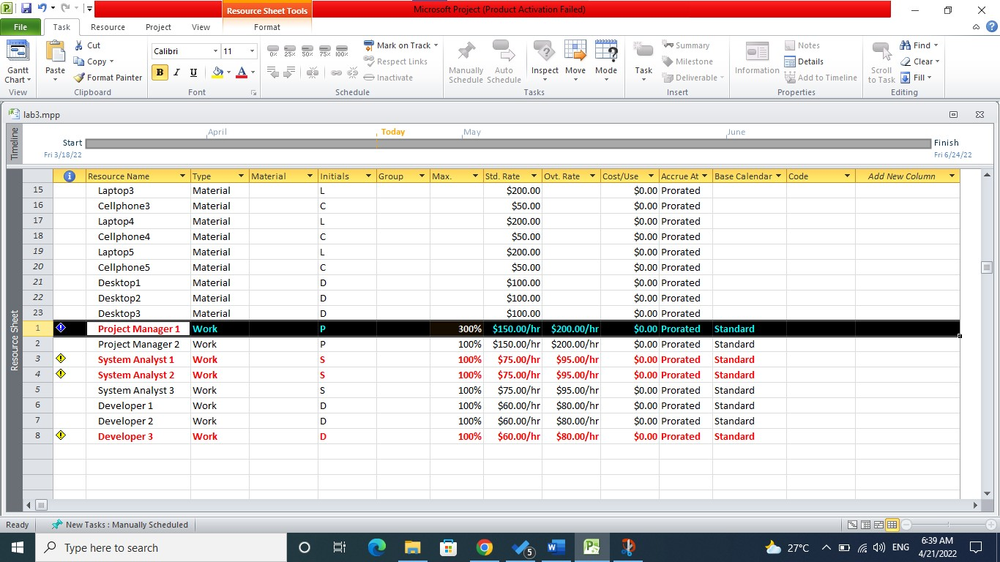 Resource Sheet Tools
Microsoft Project (Product Activation Failed)
File Task Resource Project View Format
Gantt Chart
View
Paste
Cut
Copy
Format Painter
Clipboard
Calibri 11
B I U A
Font
0% 25% 50% 75% 100%
Mark on Track
Respect Links
Inactivate
Schedule
Manually Schedule
Auto Schedule
Inspect
Move
Mode
Tasks
Task
Summary
Milestone
Deliverable
Insert
Information
Notes
Details
Add to Timeline
Properties
Scroll to Task
Find
Clear
Fill
Editing
lab3.mpp
Timeline
April Today May June
Start
Fri 3/18/22
Finish
Fri 6/24/22
Resource Sheet
Resource Name Type Material Initials Group Max. Std. Rate Ovt. Rate Cost/Use Accrue At Base Calendar Code Add New Column
15 Laptop3 Material L $200.00 $0.00 Prorated
16 Cellphone3 Material C $50.00 $0.00 Prorated
17 Laptop4 Material L $200.00 $0.00 Prorated
18 Cellphone4 Material C $50.00 $0.00 Prorated
19 Laptop5 Material L $200.00 $0.00 Prorated
20 Cellphone5 Material C $50.00 $0.00 Prorated
21 Desktop1 Material D $100.00 $0.00 Prorated
22 Desktop2 Material D $100.00 $0.00 Prorated
23 Desktop3 Material D $100.00 $0.00 Prorated
1 Project Manager 1 Work P 300% $150.00/hr $200.00/hr $0.00 Prorated Standard
2 Project Manager 2 Work P 100% $150.00/hr $200.00/hr $0.00 Prorated Standard
3 System Analyst 1 Work S 100% $75.00/hr $95.00/hr $0.00 Prorated Standard
4 System Analyst 2 Work S 100% $75.00/hr $95.00/hr $0.00 Prorated Standard
5 System Analyst 3 Work S 100% $75.00/hr $95.00/hr $0.00 Prorated Standard
6 Developer 1 Work D 100% $60.00/hr $80.00/hr $0.00 Prorated Standard
7 Developer 2 Work D 100% $60.00/hr $80.00/hr $0.00 Prorated Standard
8 Developer 3 Work D 100% $60.00/hr $80.00/hr $0.00 Prorated Standard
Ready New Tasks : Manually Scheduled
Type here to search
5
27°C
ENG
6:39 AM
4/21/2022